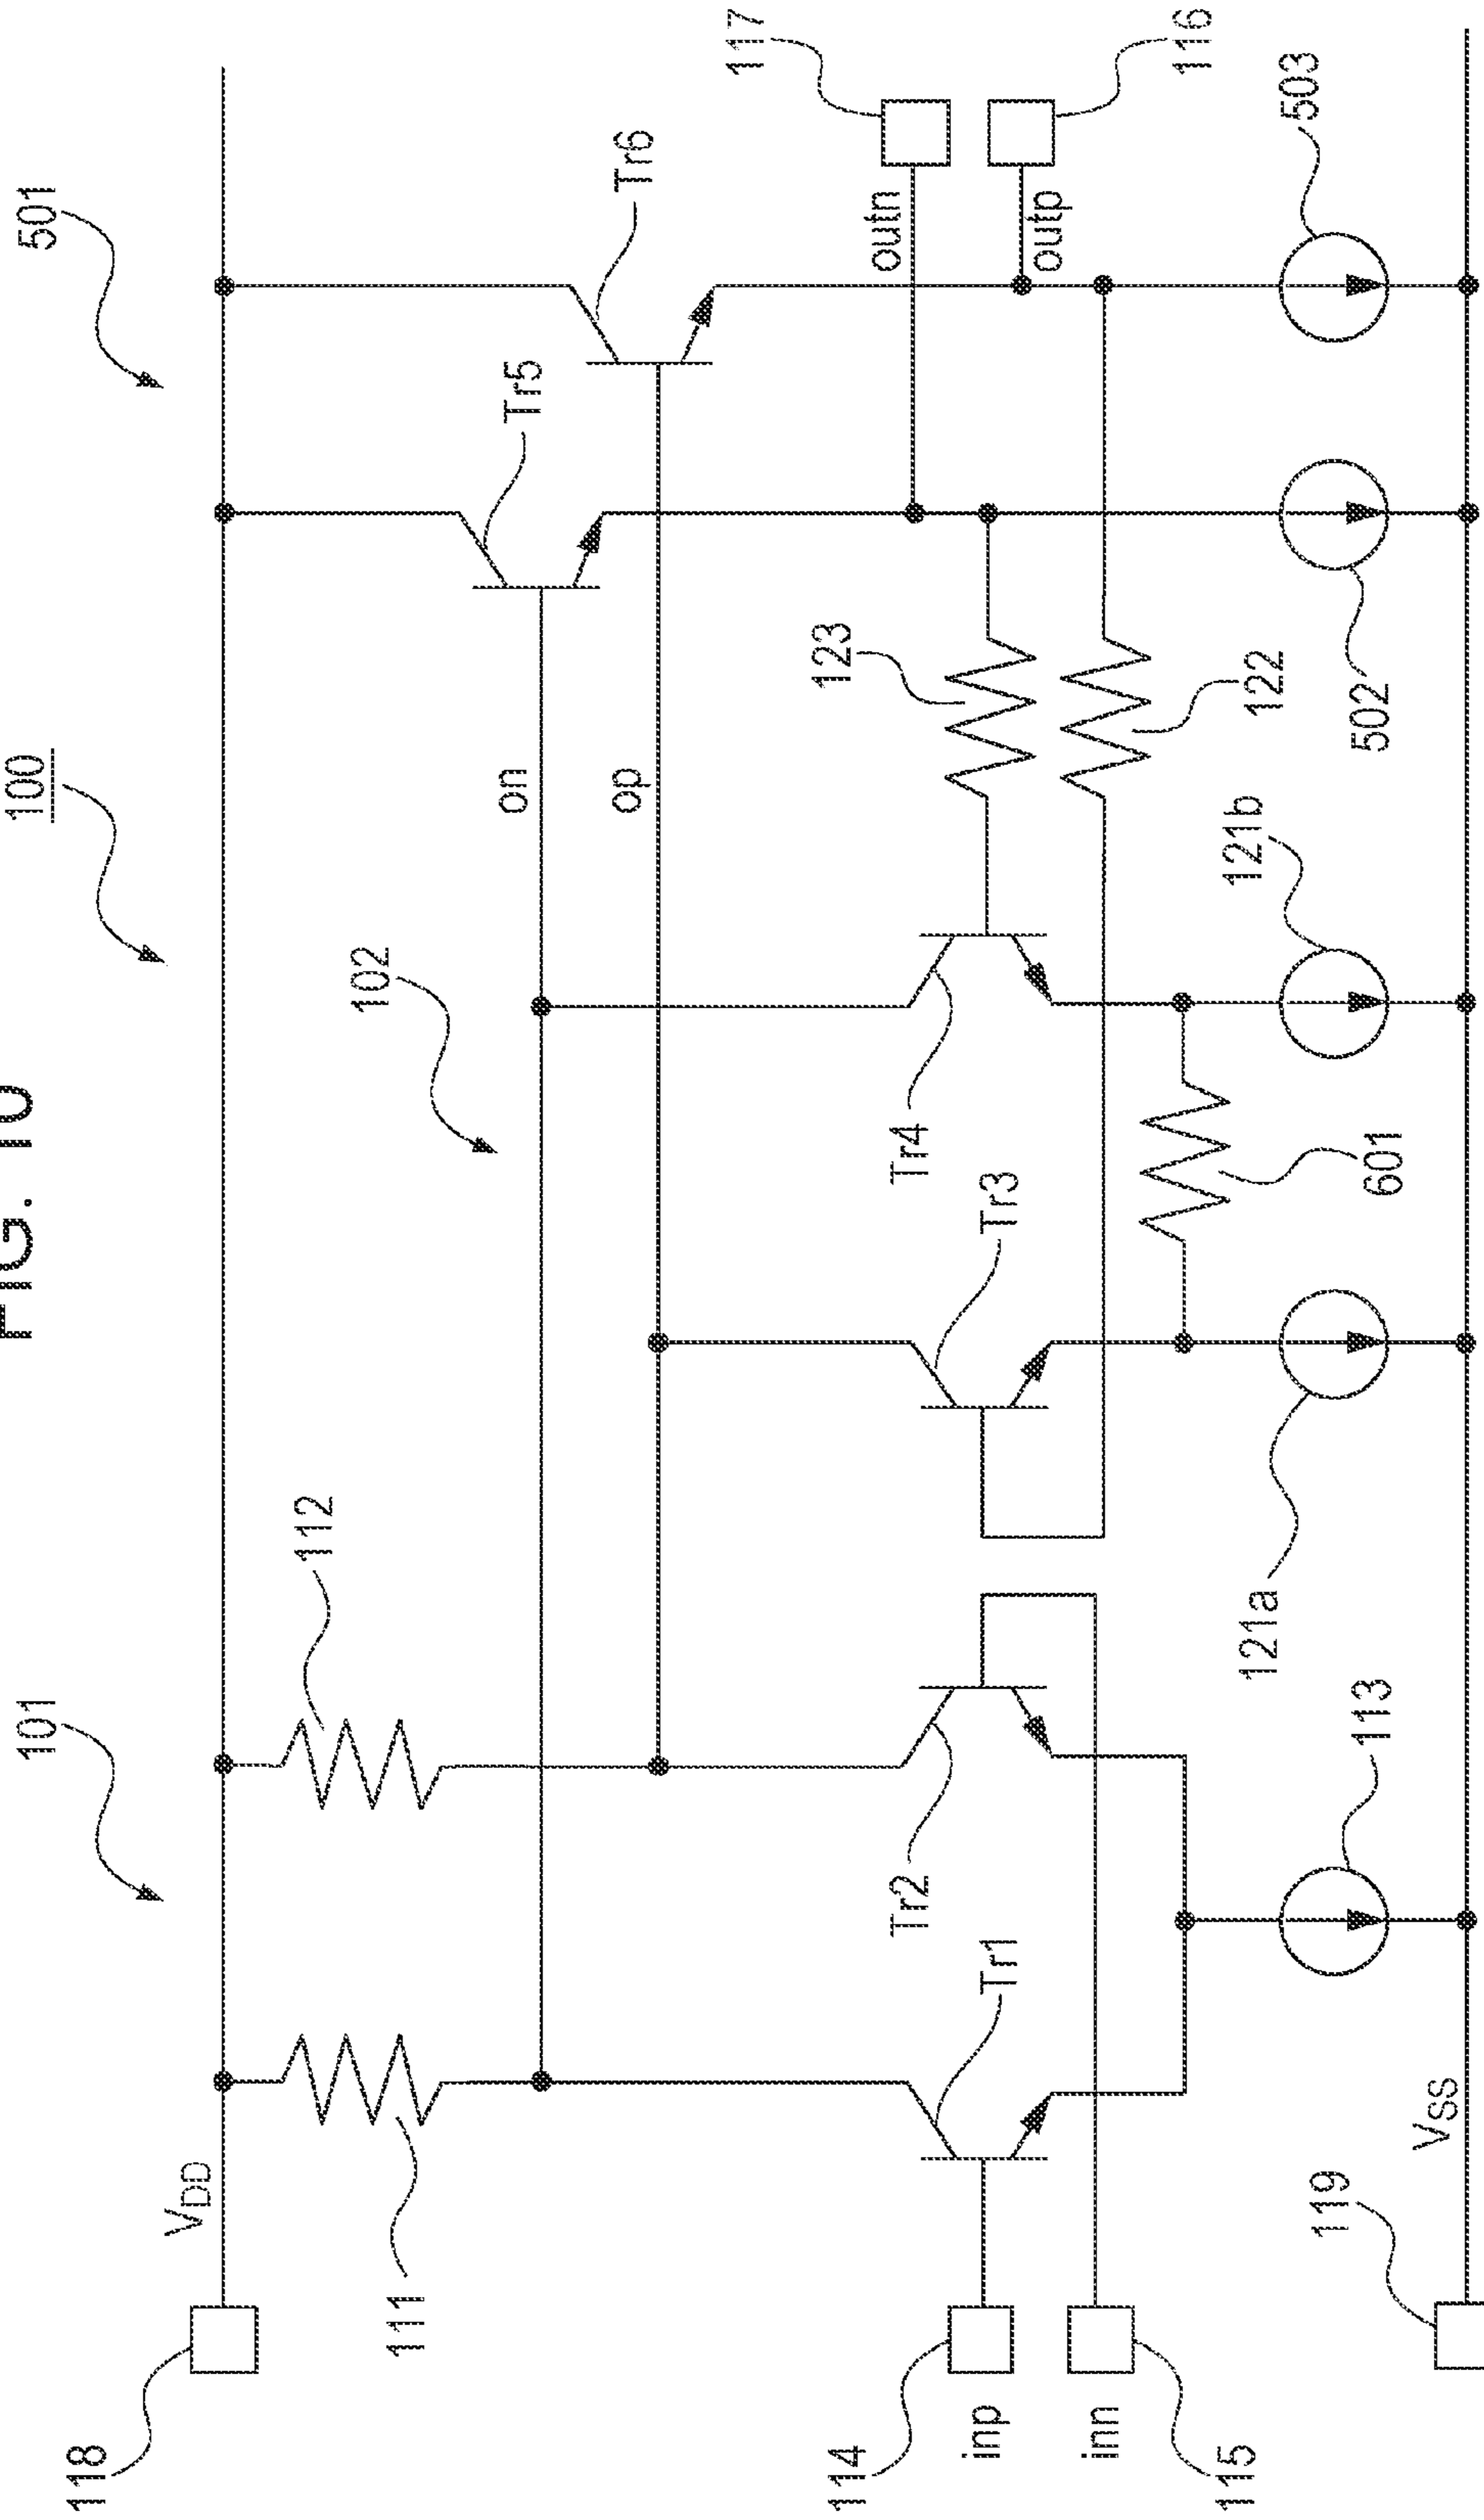 FIG. 10
100
101
102
501
118
VDD
111
112
on
op
Tr5
Tr6
117
outn
outp
116
114
inp
inn
115
Tr1
Tr2
Tr3
Tr4
123
122
601
113
121a
121b
502
503
119
VSS